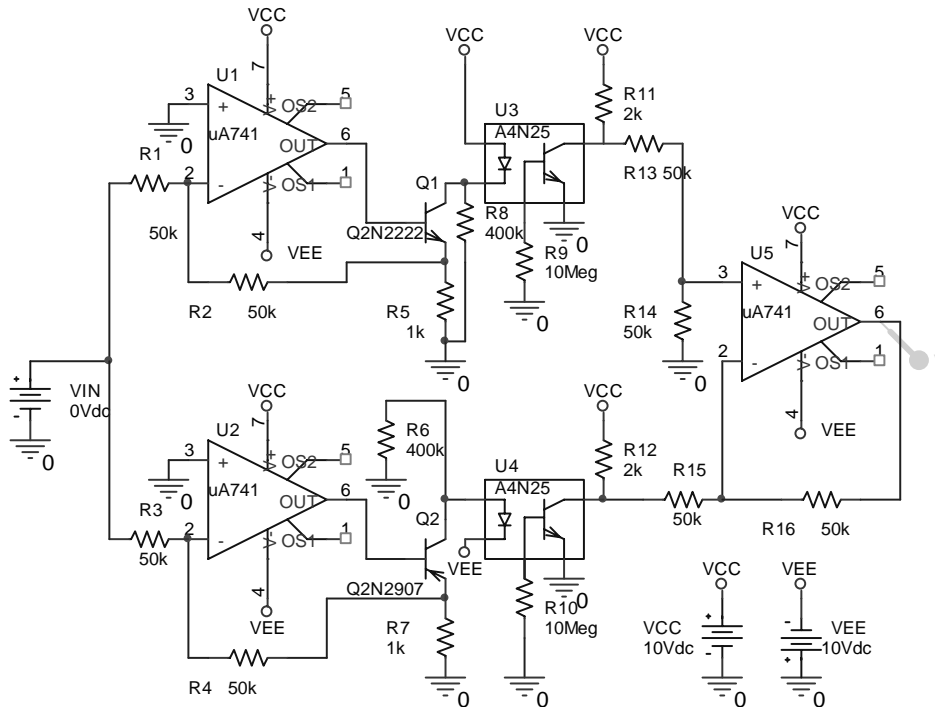 VCC
VCC
VCC
U1
7
3
+
V+
OS2
5
0
uA741
OUT
6
R1
2
-
V-
OS1
1
50k
4
VEE
R2
50k
Q1
Q2N2222
R5
1k
0
R8
400k
U3
A4N25
0
R9
10Meg
0
R11
2k
R13 50k
R14
50k
0
VCC
U5
7
3
+
V+
OS2
5
uA741
OUT
6
2
-
V-
OS1
1
4
VEE
+
-
VIN
0Vdc
0
VCC
U2
7
3
+
V+
OS2
5
0
uA741
OUT
6
R3
2
-
V-
OS1
1
50k
4
VEE
R4
50k
R6
400k
0
Q2
Q2N2907
R7
1k
0
U4
A4N25
VEE
0
R10
10Meg
0
VCC
R12
2k
R15
50k
R16
50k
VCC
+
-
VCC
10Vdc
0
VEE
-
+
VEE
10Vdc
0